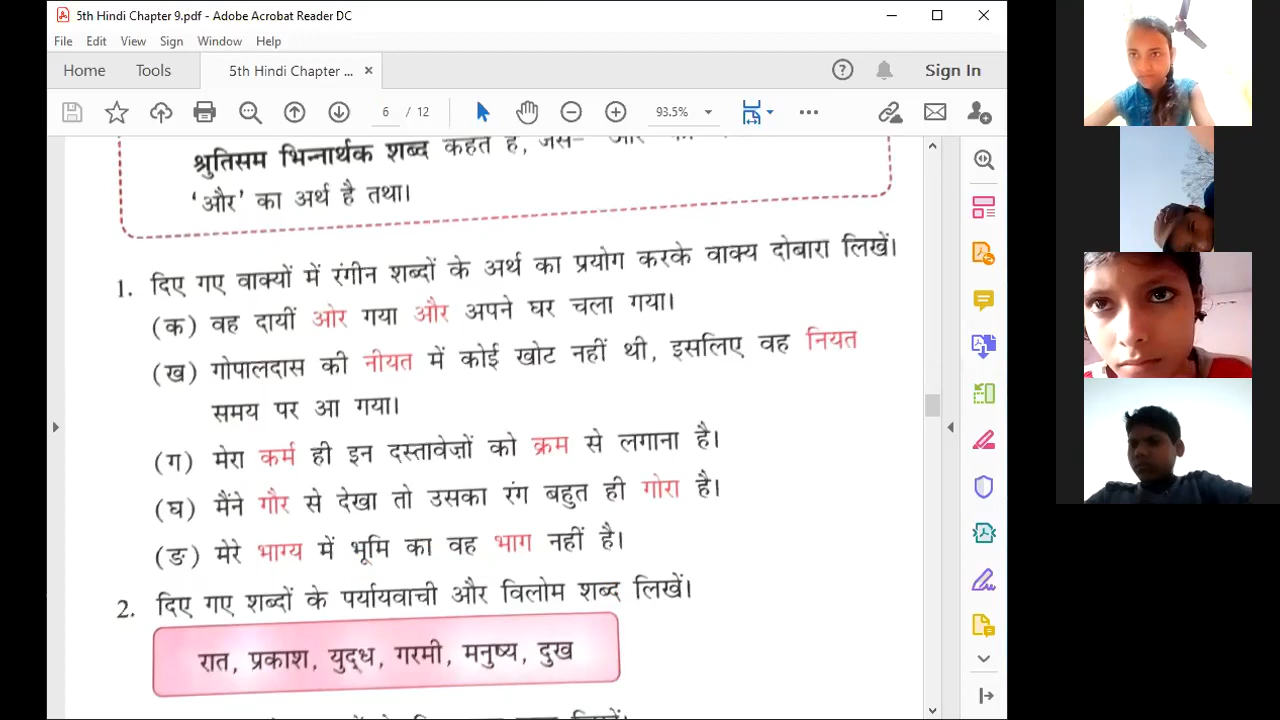 5th Hindi Chapter 9.pdf - Adobe Acrobat Reader DC
File Edit View Sign Window Help
Home Tools 5th Hindi Chapter ... × Sign In
6 / 12 93.5%
श्रुतिसम भिन्नार्थक शब्द कहते हैं, जैसे-
'और' का अर्थ है तथा।
1. दिए गए वाक्यों में रंगीन शब्दों के अर्थ का प्रयोग करके वाक्य दोबारा लिखें।
(क) वह दायीं ओर गया और अपने घर चला गया।
(ख) गोपालदास की नीयत में कोई खोट नहीं थी, इसलिए वह नियत
समय पर आ गया।
(ग) मेरा कर्म ही इन दस्तावेज़ों को क्रम से लगाना है।
(घ) मैंने गौर से देखा तो उसका रंग बहुत ही गोरा है।
(ङ) मेरे भाग्य में भूमि का वह भाग नहीं है।
2. दिए गए शब्दों के पर्यायवाची और विलोम शब्द लिखें।
रात, प्रकाश, युद्ध, गरमी, मनुष्य, दुख